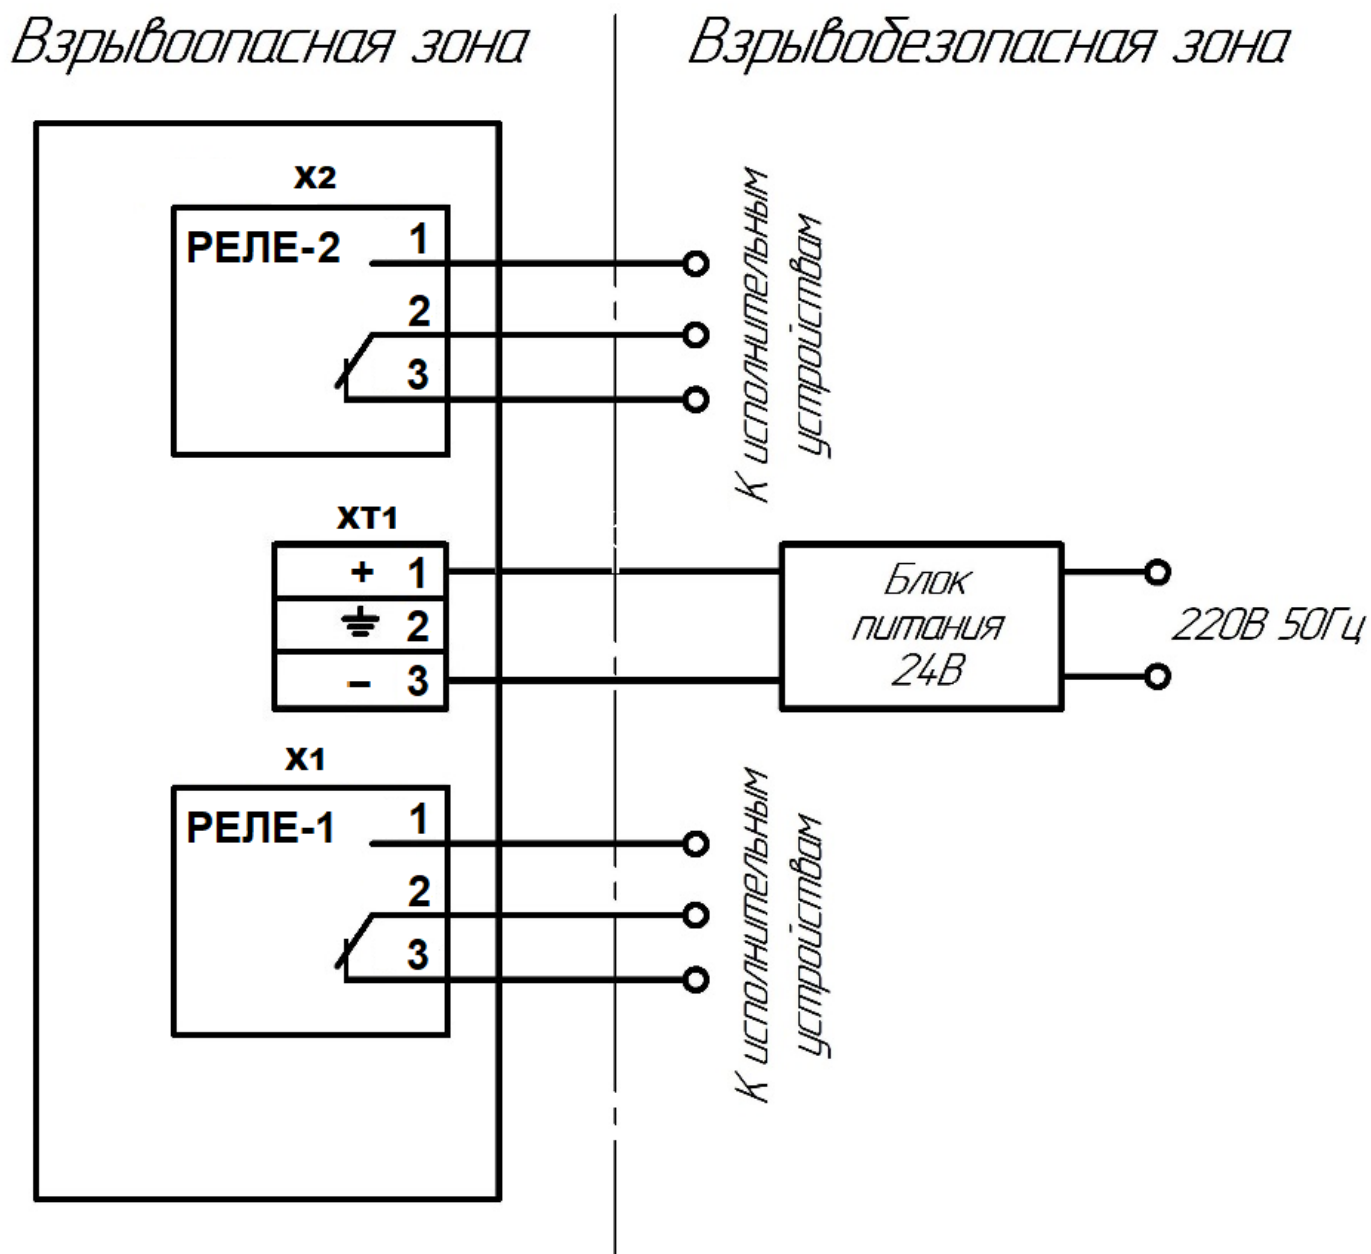 Взрывоопасная зона
Взрывобезопасная зона
X2
РЕЛЕ-2
1
2
3
К исполнительным
устройствам
XT1
+ 1
2
– 3
Блок
питания
24В
220В 50Гц
X1
РЕЛЕ-1
1
2
3
К исполнительным
устройствам